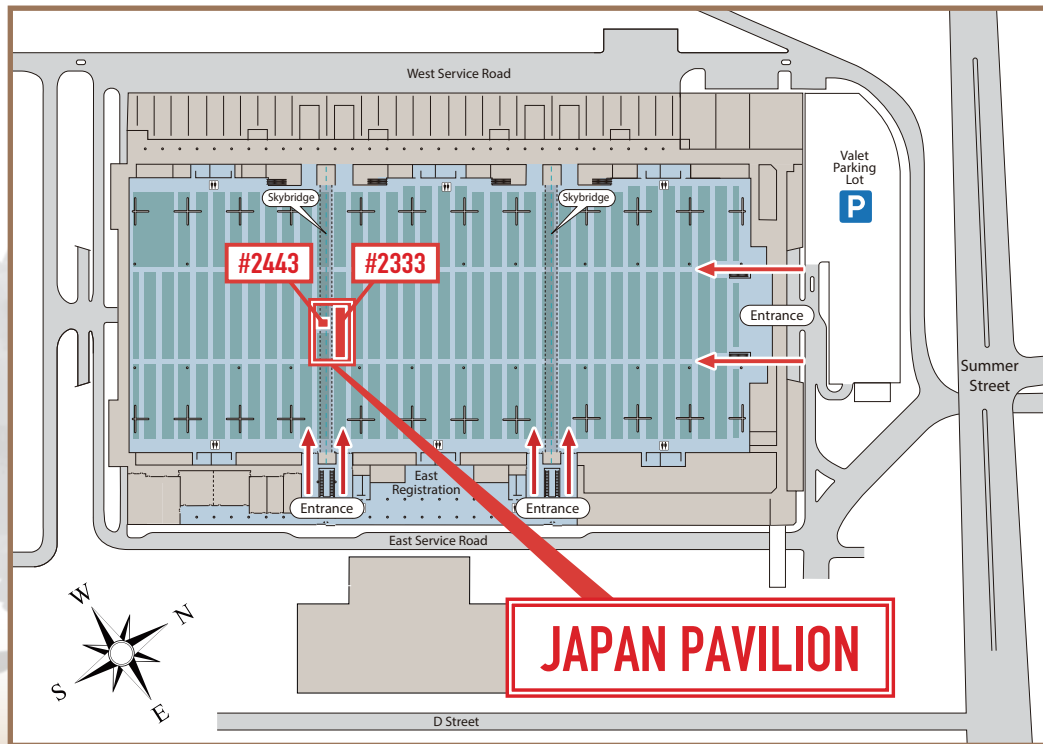 West Service Road
Valet
Parking
Lot
P
Skybridge
Skybridge
#2443
#2333
Entrance
Summer
Street
East
Registration
Entrance
Entrance
East Service Road
W
N
S
E
JAPAN PAVILION
D Street